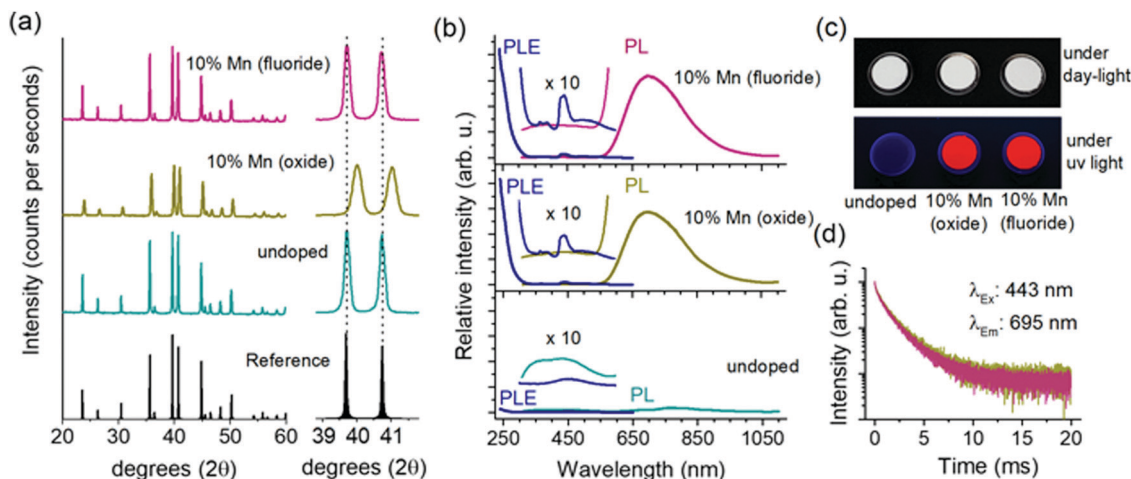 (a)
Intensity (counts per seconds)
10% Mn (fluoride)
10% Mn (oxide)
undoped
Reference
20 30 40 50 60 39 40 41
degrees (2θ) degrees (2θ)
(b)
Relative intensity (arb. u.)
PLE PL
x 10 10% Mn (fluoride)
PLE PL
x 10 10% Mn (oxide)
x 10
undoped
PLE PL
250 450 650 850 1050
Wavelength (nm)
(c)
under
day-light
under
uv light
undoped 10% Mn 10% Mn
(oxide) (fluoride)
(d)
Intensity (arb. u.)
λEx: 443 nm
λEm: 695 nm
0 5 10 15 20
Time (ms)